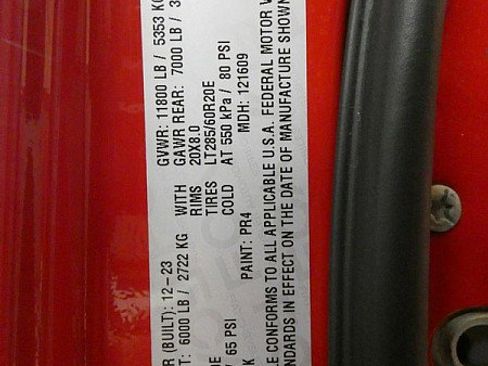 R (BUILT): 12-23 GVWR: 11800 LB / 5353 KG
T: 6000 LB / 2722 KG WITH GAWR REAR: 7000 LB / 3
RIMS 20X8.0
TIRES LT285/60R20E
65 PSI COLD AT 550 kPa / 80 PSI
PAINT: PR4 MDH: 121609
E CONFORMS TO ALL APPLICABLE U.S.A. FEDERAL MOTOR V
NDARDS IN EFFECT ON THE DATE OF MANUFACTURE SHOWN